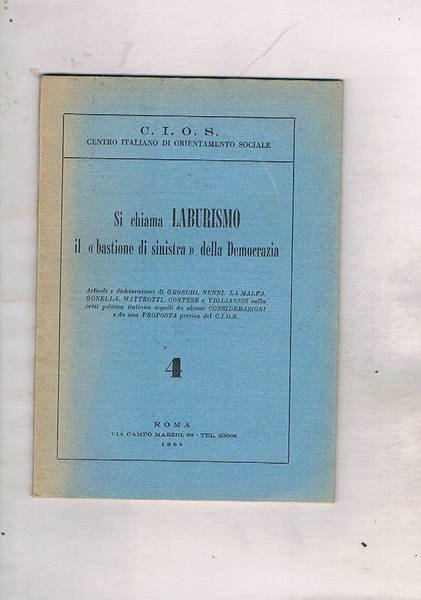 C. I. O. S.
CENTRO ITALIANO DI ORIENTAMENTO SOCIALE
Si chiama LABURISMO
il « bastione di sinistra » della Democrazia
Articoli e dichiarazioni di GRONCHI, NENNI, LA MALFA,
GONELLA, MATTEOTTI, CORTESE e VIGLIANESI sulla
crisi politica italiana seguiti da alcune CONSIDERAZIONI
e da una PROPOSTA precisa del C.I.O.S.
4
ROMA
VIA CAMPO MARZIO, 69 - TEL.
1954